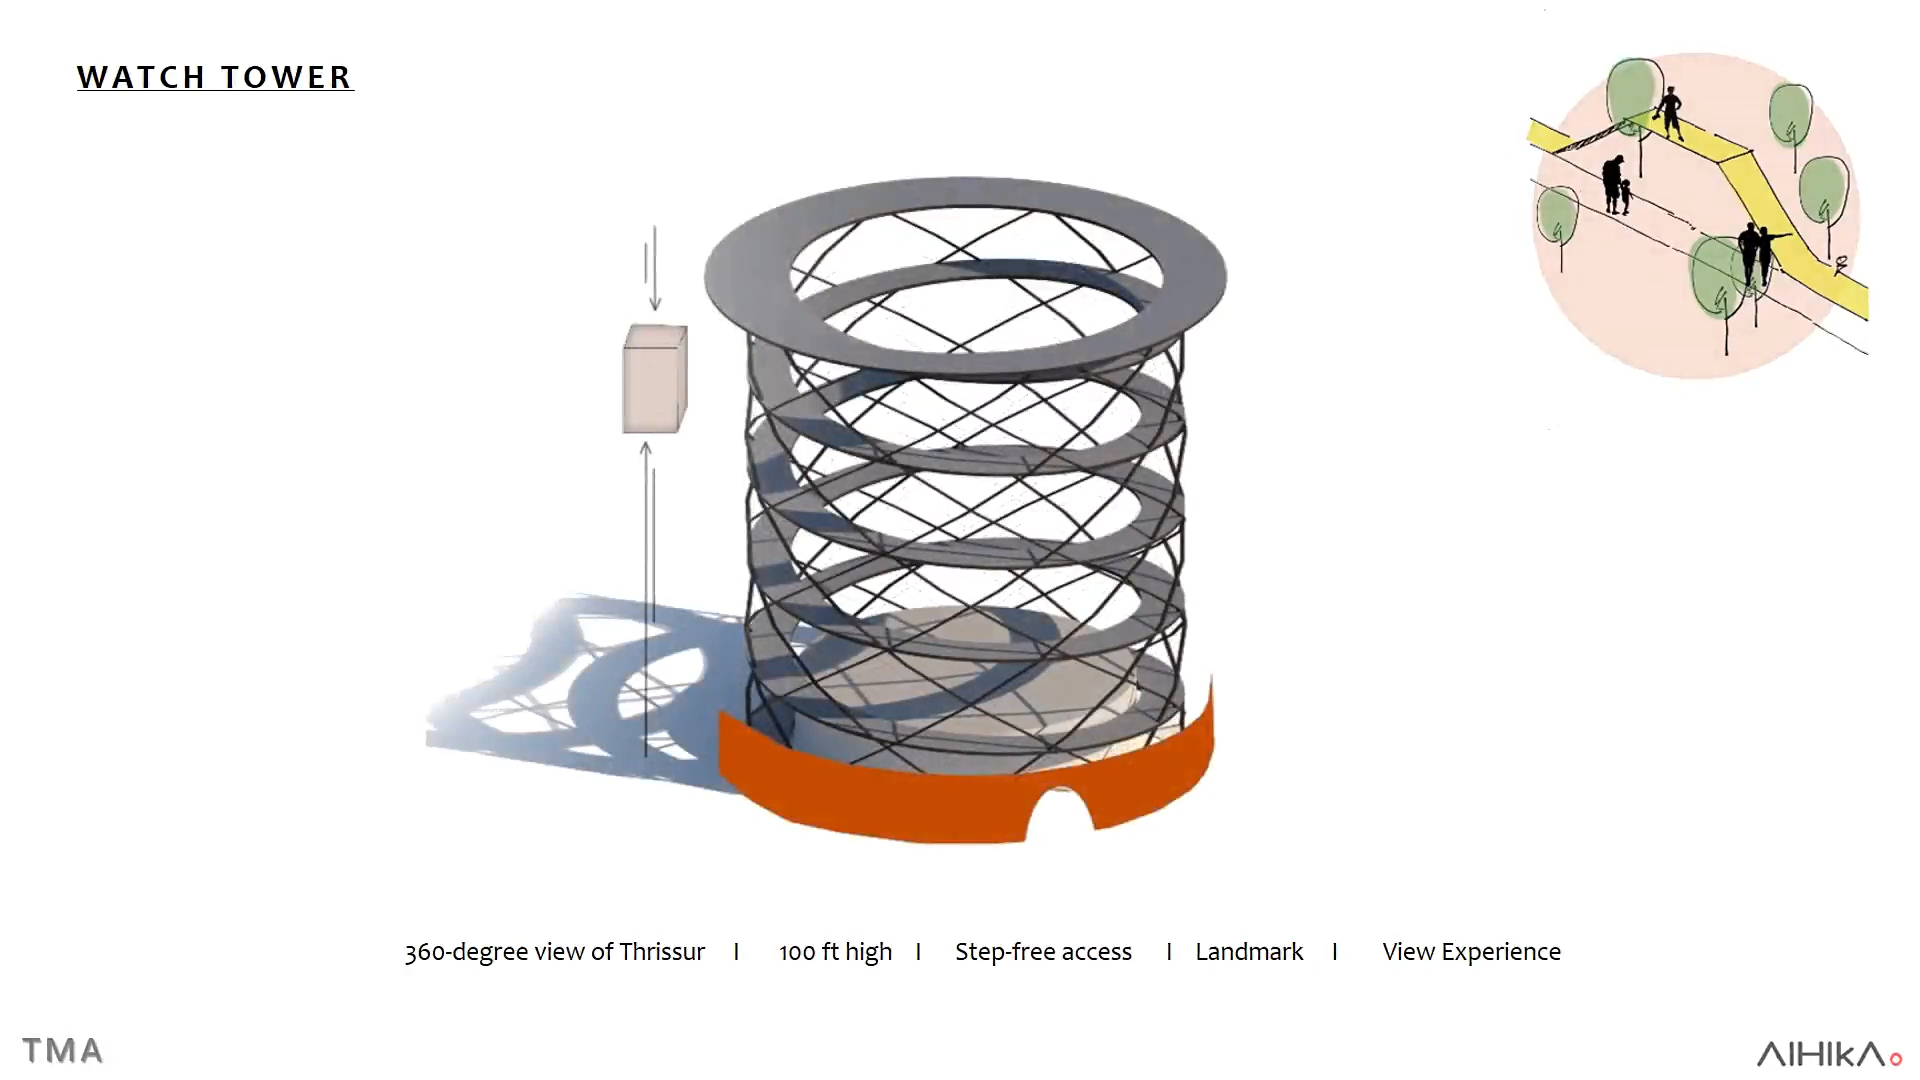 WATCH TOWER
360-degree view of Thrissur I 100 ft high I Step-free access I Landmark I View Experience
TMA
AIHIkA